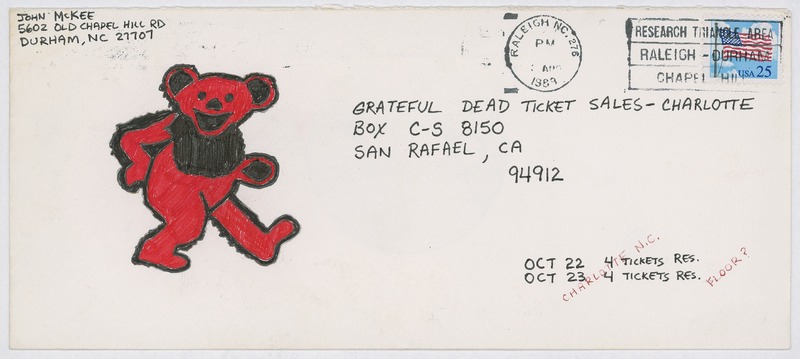 JOHN McKEE
5602 OLD CHAPEL HILL RD
DURHAM, NC 27707
RALEIGH NC 276
PM
AUG
1989
RESEARCH TRIANGLE AREA
RALEIGH - DURHAM
CHAPEL HILL
USA 25
GRATEFUL DEAD TICKET SALES - CHARLOTTE
BOX C-S 8150
SAN RAFAEL, CA
94912
OCT 22 4 TICKETS RES.
OCT 23 4 TICKETS RES.
CHARLOTTE N.C.
FLOOR?